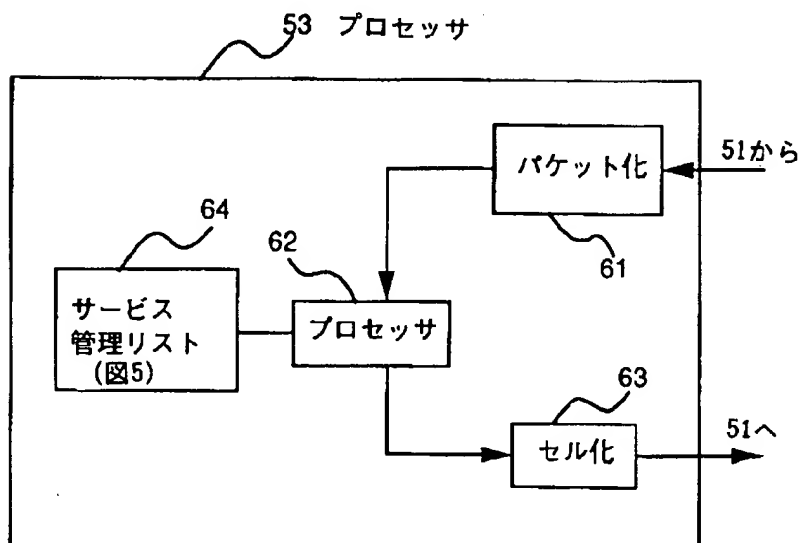 53 プロセッサ
51から
パケット化
61
64
62
サービス
管理リスト
(図5)
プロセッサ
63
セル化
51へ